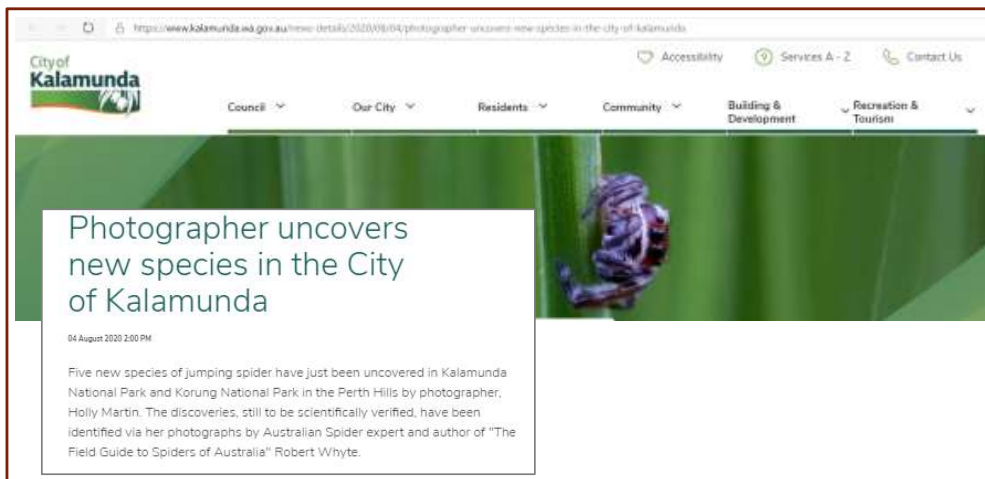 https://www.kalamunda.wa.gov.au/news-details/2020/08/04/photographer-uncovers-new-species-in-the-city-of-kalamunda
Accessibility
Services A - Z
Contact Us
City of
Kalamunda
Council
Our City
Residents
Community
Building &
Development
Recreation &
Tourism
Photographer uncovers
new species in the City
of Kalamunda
04 August 2020 2:00 PM
Five new species of jumping spider have just been uncovered in Kalamunda
National Park and Korung National Park in the Perth Hills by photographer,
Holly Martin. The discoveries, still to be scientifically verified, have been
identified via her photographs by Australian Spider expert and author of "The
Field Guide to Spiders of Australia" Robert Whyte.